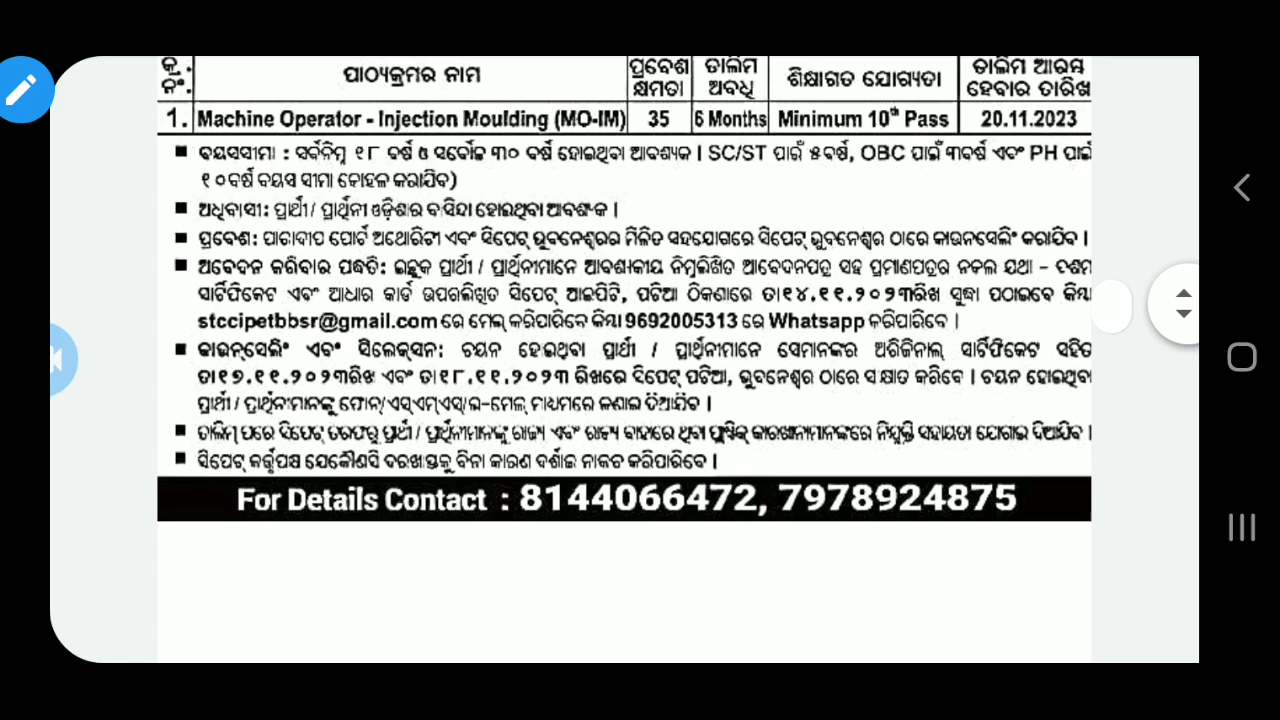 କ୍ର. ନଂ. ପାଠ୍ୟକ୍ରମର ନାମ ପ୍ରବେଶ କ୍ଷମତା ତାଲିମ ଅବଧି ଶିକ୍ଷାଗତ ଯୋଗ୍ୟତା ତାଲିମ ଆରମ୍ଭ ହେବାର ତାରିଖ
1. Machine Operator - Injection Moulding (MO-IM) 35 6 Months Minimum 10th Pass 20.11.2023
■ ବୟସସୀମା : ସର୍ବନିମ୍ନ ୧୮ ବର୍ଷ ଓ ସର୍ବୋଚ୍ଚ ୩୦ ବର୍ଷ ହୋଇଥିବା ଆବଶ୍ୟକ । SC/ST ପାଇଁ ୫ବର୍ଷ, OBC ପାଇଁ ୩ବର୍ଷ ଏବଂ PH ପାଇଁ
୧୦ବର୍ଷ ବୟସ ସୀମା କୋହଳ କରାଯିବ)
■ ଅଧିବାସୀ: ପ୍ରାର୍ଥୀ / ପ୍ରାର୍ଥିନୀ ଓଡ଼ିଶାର ବାସିନ୍ଦା ହୋଇଥିବା ଆବଶ୍ୟକ ।
■ ପ୍ରବେଶ: ପାରାଦୀପ ପୋର୍ଟ ଅଥୋରିଟୀ ଏବଂ ସିପେଟ୍ ଭୁବନେଶ୍ୱରର ମିଳିତ ସହଯୋଗରେ ସିପେଟ୍ ଭୁବନେଶ୍ୱର ଠାରେ କାଉନସେଲିଂ କରାଯିବ ।
■ ଆବେଦନ କରିବାର ପଦ୍ଧତି: ଇଚ୍ଛୁକ ପ୍ରାର୍ଥୀ / ପ୍ରାର୍ଥିନୀମାନେ ଆବଶ୍ୟକୀୟ ନିମ୍ନଲିଖିତ ଆବେଦନପତ୍ର ସହ ପ୍ରମାଣପତ୍ରର ନକଲ ଯଥା – ଦଶମ
ସାର୍ଟିଫିକେଟ ଏବଂ ଆଧାର କାର୍ଡ ଉପରଲିଖିତ ସିପେଟ୍ ଆଇପିଟି, ପଟିଆ ଠିକଣାରେ ତା୧୪.୧୧.୨୦୨୩ରିଖ ସୁଦ୍ଧା ପଠାଇବେ କିମ୍ବା
stccipetbbsr@gmail.com ରେ ମେଲ୍ କରିପାରିବେ କିମ୍ବା 9692005313 ରେ Whatsapp କରିପାରିବେ ।
■ କାଉନ୍ସେଲିଂ ଏବଂ ସିଲେକ୍ସନ: ଚୟନ ହୋଇଥିବା ପ୍ରାର୍ଥୀ / ପ୍ରାର୍ଥିନୀମାନେ ସେମାନଙ୍କର ଅରିଜିନାଲ୍ ସାର୍ଟିଫିକେଟ ସହିତ
ତା୧୭.୧୧.୨୦୨୩ରିଖ ଏବଂ ତା୧୮.୧୧.୨୦୨୩ ରିଖରେ ସିପେଟ୍ ପଟିଆ, ଭୁବନେଶ୍ୱର ଠାରେ ସାକ୍ଷାତ କରିବେ । ଚୟନ ହୋଇଥିବା
ପ୍ରାର୍ଥୀ / ପ୍ରାର୍ଥିନୀମାନଙ୍କୁ ଫୋନ୍/ଏସ୍ଏମ୍ଏସ୍/ଇ-ମେଲ୍ ମାଧ୍ୟମରେ ଜଣାଇ ଦିଆଯିବ ।
■ ତାଲିମ୍ ପରେ ସିପେଟ୍ ତରଫରୁ ପ୍ରାର୍ଥୀ / ପ୍ରାର୍ଥିନୀମାନଙ୍କୁ ରାଜ୍ୟ ଏବଂ ରାଜ୍ୟ ବାହାରେ ଥିବା ପ୍ଲାଷ୍ଟିକ୍ କାରଖାନାମାନଙ୍କରେ ନିଯୁକ୍ତି ସହାୟତା ଯୋଗାଇ ଦିଆଯିବ ।
■ ସିପେଟ୍ କର୍ତ୍ତୃପକ୍ଷ ଯେକୌଣସି ଦରଖାସ୍ତକୁ ବିନା କାରଣ ଦର୍ଶାଇ ନାକଚ କରିପାରିବେ ।
For Details Contact : 8144066472, 7978924875